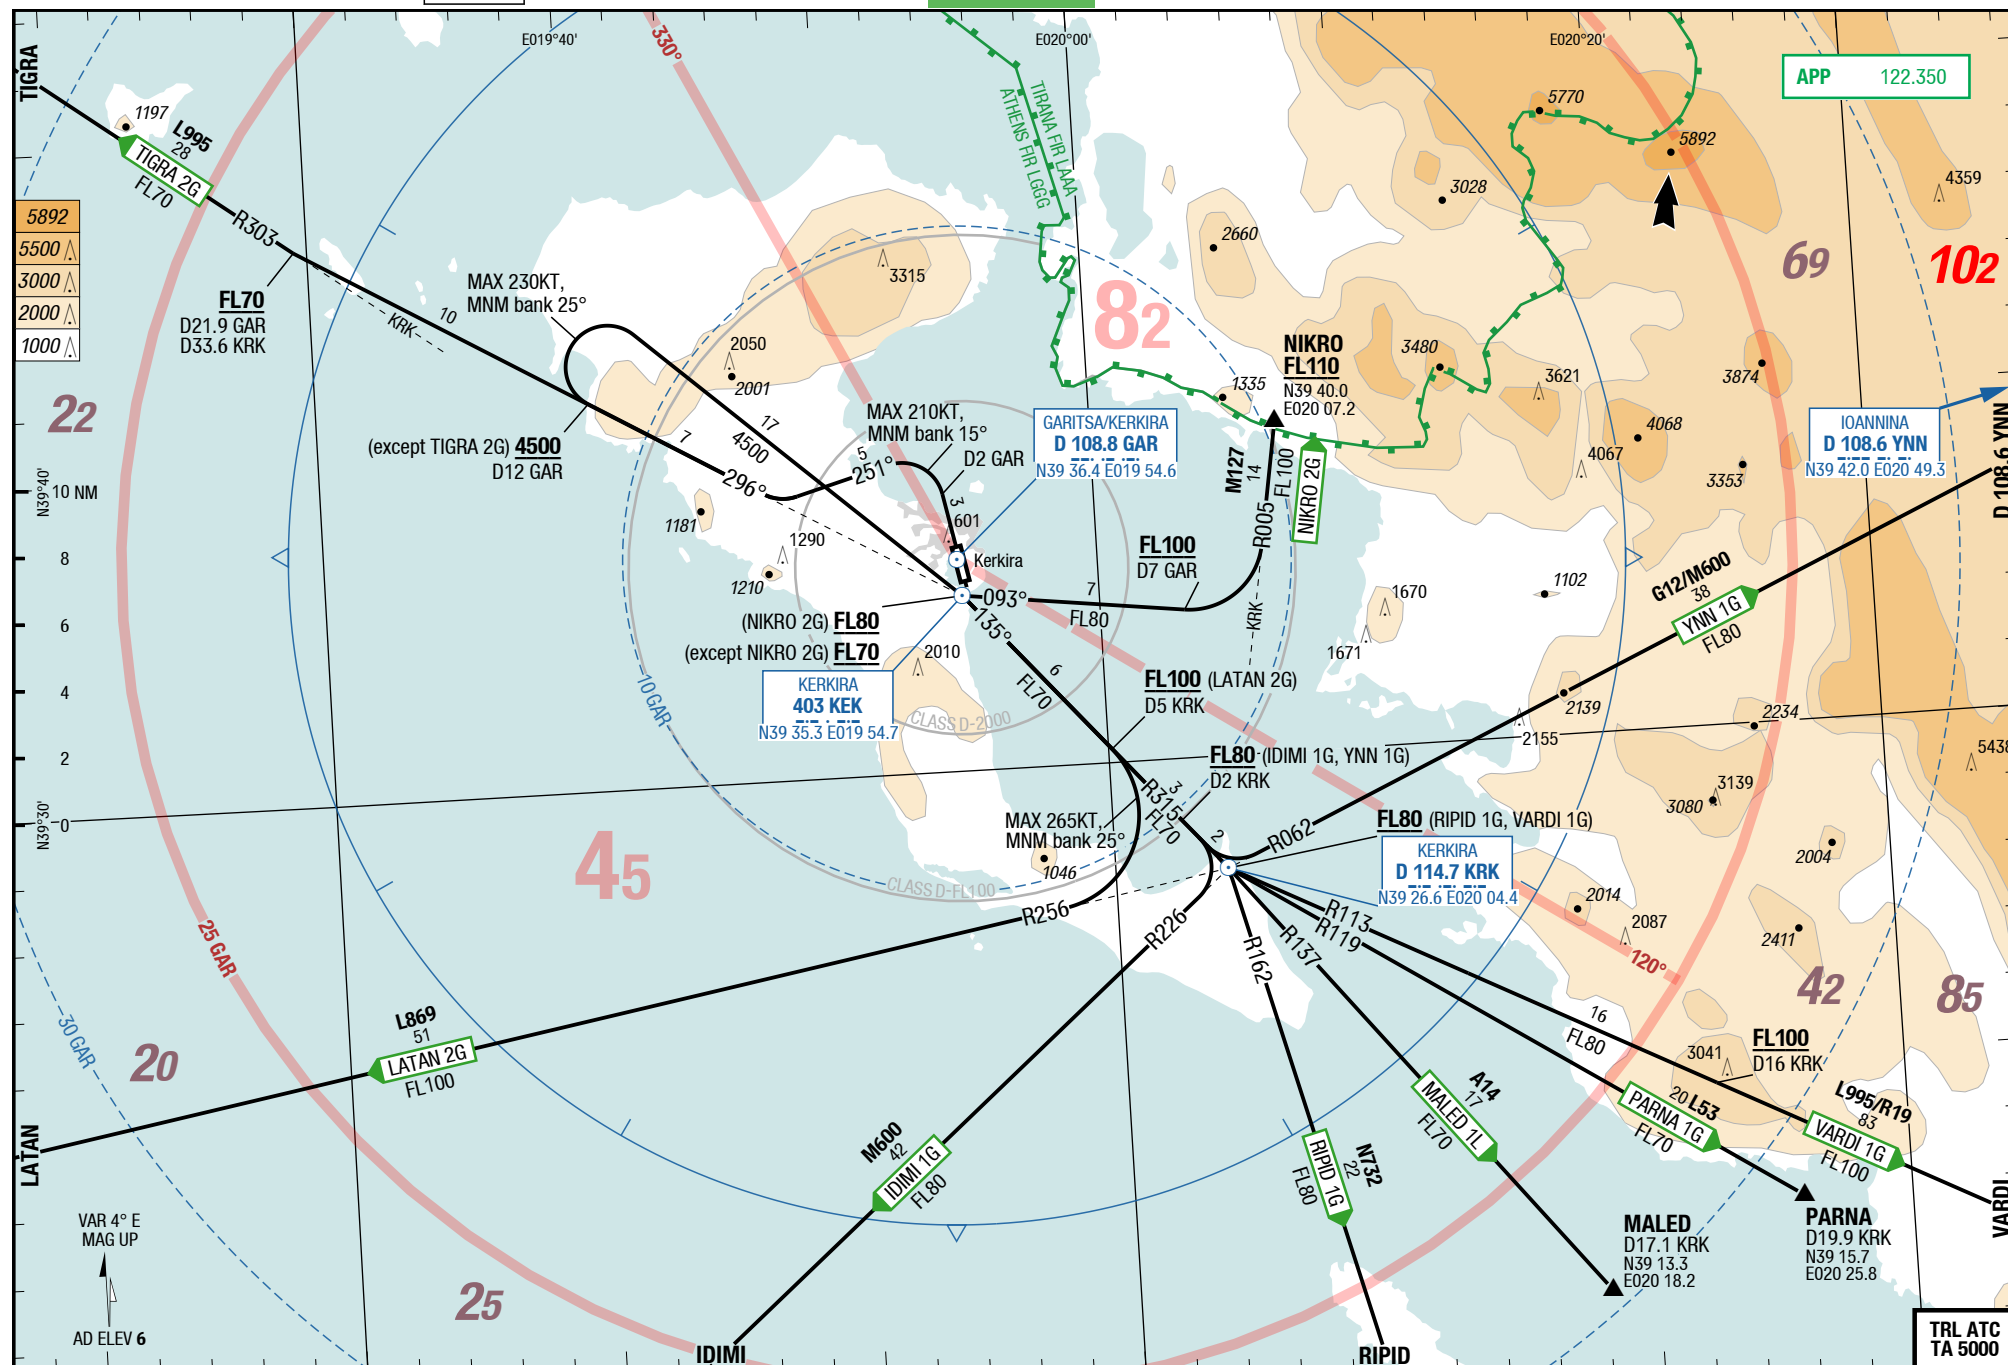 TIGRA
1197
L995
28
TIGRA 2G
FL70
R303
5892
5500
3000
2000
1000
FL70
D21.9 GAR
D33.6 KRK
KRK
10
E019°40'
330°
E020°00'
E020°20'
TIRANA FIR LAAA
ATHENS FIR LGGG
APP 122.350
5770
5892
3028
4359
2660
69
102
82
3315
MAX 230KT,
MNM bank 25°
2050
2001
17
4500
7
296°
(except TIGRA 2G) 4500
D12 GAR
MAX 210KT,
MNM bank 15°
5
251°
D2 GAR
3
601
Kerkira
GARITSA/KERKIRA
D 108.8 GAR
N39 36.4 E019 54.6
NIKRO
FL110
N39 40.0
E020 07.2
1335
3480
3621
3874
4068
4067
3353
M127
14
FL100
R005
NIKRO 2G
IOANNINA
D 108.6 YNN
N39 42.0 E020 49.3
D 108.6 YNN
22
N39°40'
10 NM
8
6
4
2
0
N39°30'
1181
1290
1210
FL100
D7 GAR
093°
7
FL80
KRK
135°
(NIKRO 2G) FL80
(except NIKRO 2G) FL70
2010
KERKIRA
403 KEK
N39 35.3 E019 54.7
10 GAR
CLASS D-2000
6
FL70
FL100 (LATAN 2G)
D5 KRK
1670
1671
1102
G12/M600
38
YNN 1G
FL80
2139
2155
2234
5438
3139
3080
2004
FL80 (IDIMI 1G, YNN 1G)
D2 KRK
R315
3
FL70
2
R062
FL80 (RIPID 1G, VARDI 1G)
KERKIRA
D 114.7 KRK
N39 26.6 E020 04.4
MAX 265KT,
MNM bank 25°
1046
CLASS D-FL100
45
R256
R226
R162
R137
R119
R113
2014
2087
2411
120°
42
85
25 GAR
30 GAR
L869
51
LATAN 2G
FL100
20
LATAN
M600
42
IDIMI 1G
FL80
25
IDIMI
N732
22
RIPID 1G
FL80
RIPID
A14
17
MALED 1L
FL70
MALED
D17.1 KRK
N39 13.3
E020 18.2
16
FL80
3041
FL100
D16 KRK
20 L53
PARNA 1G
FL70
PARNA
D19.9 KRK
N39 15.7
E020 25.8
L995/R19
83
VARDI 1G
FL100
VARDI
VAR 4° E
MAG UP
AD ELEV 6
TRL ATC
TA 5000